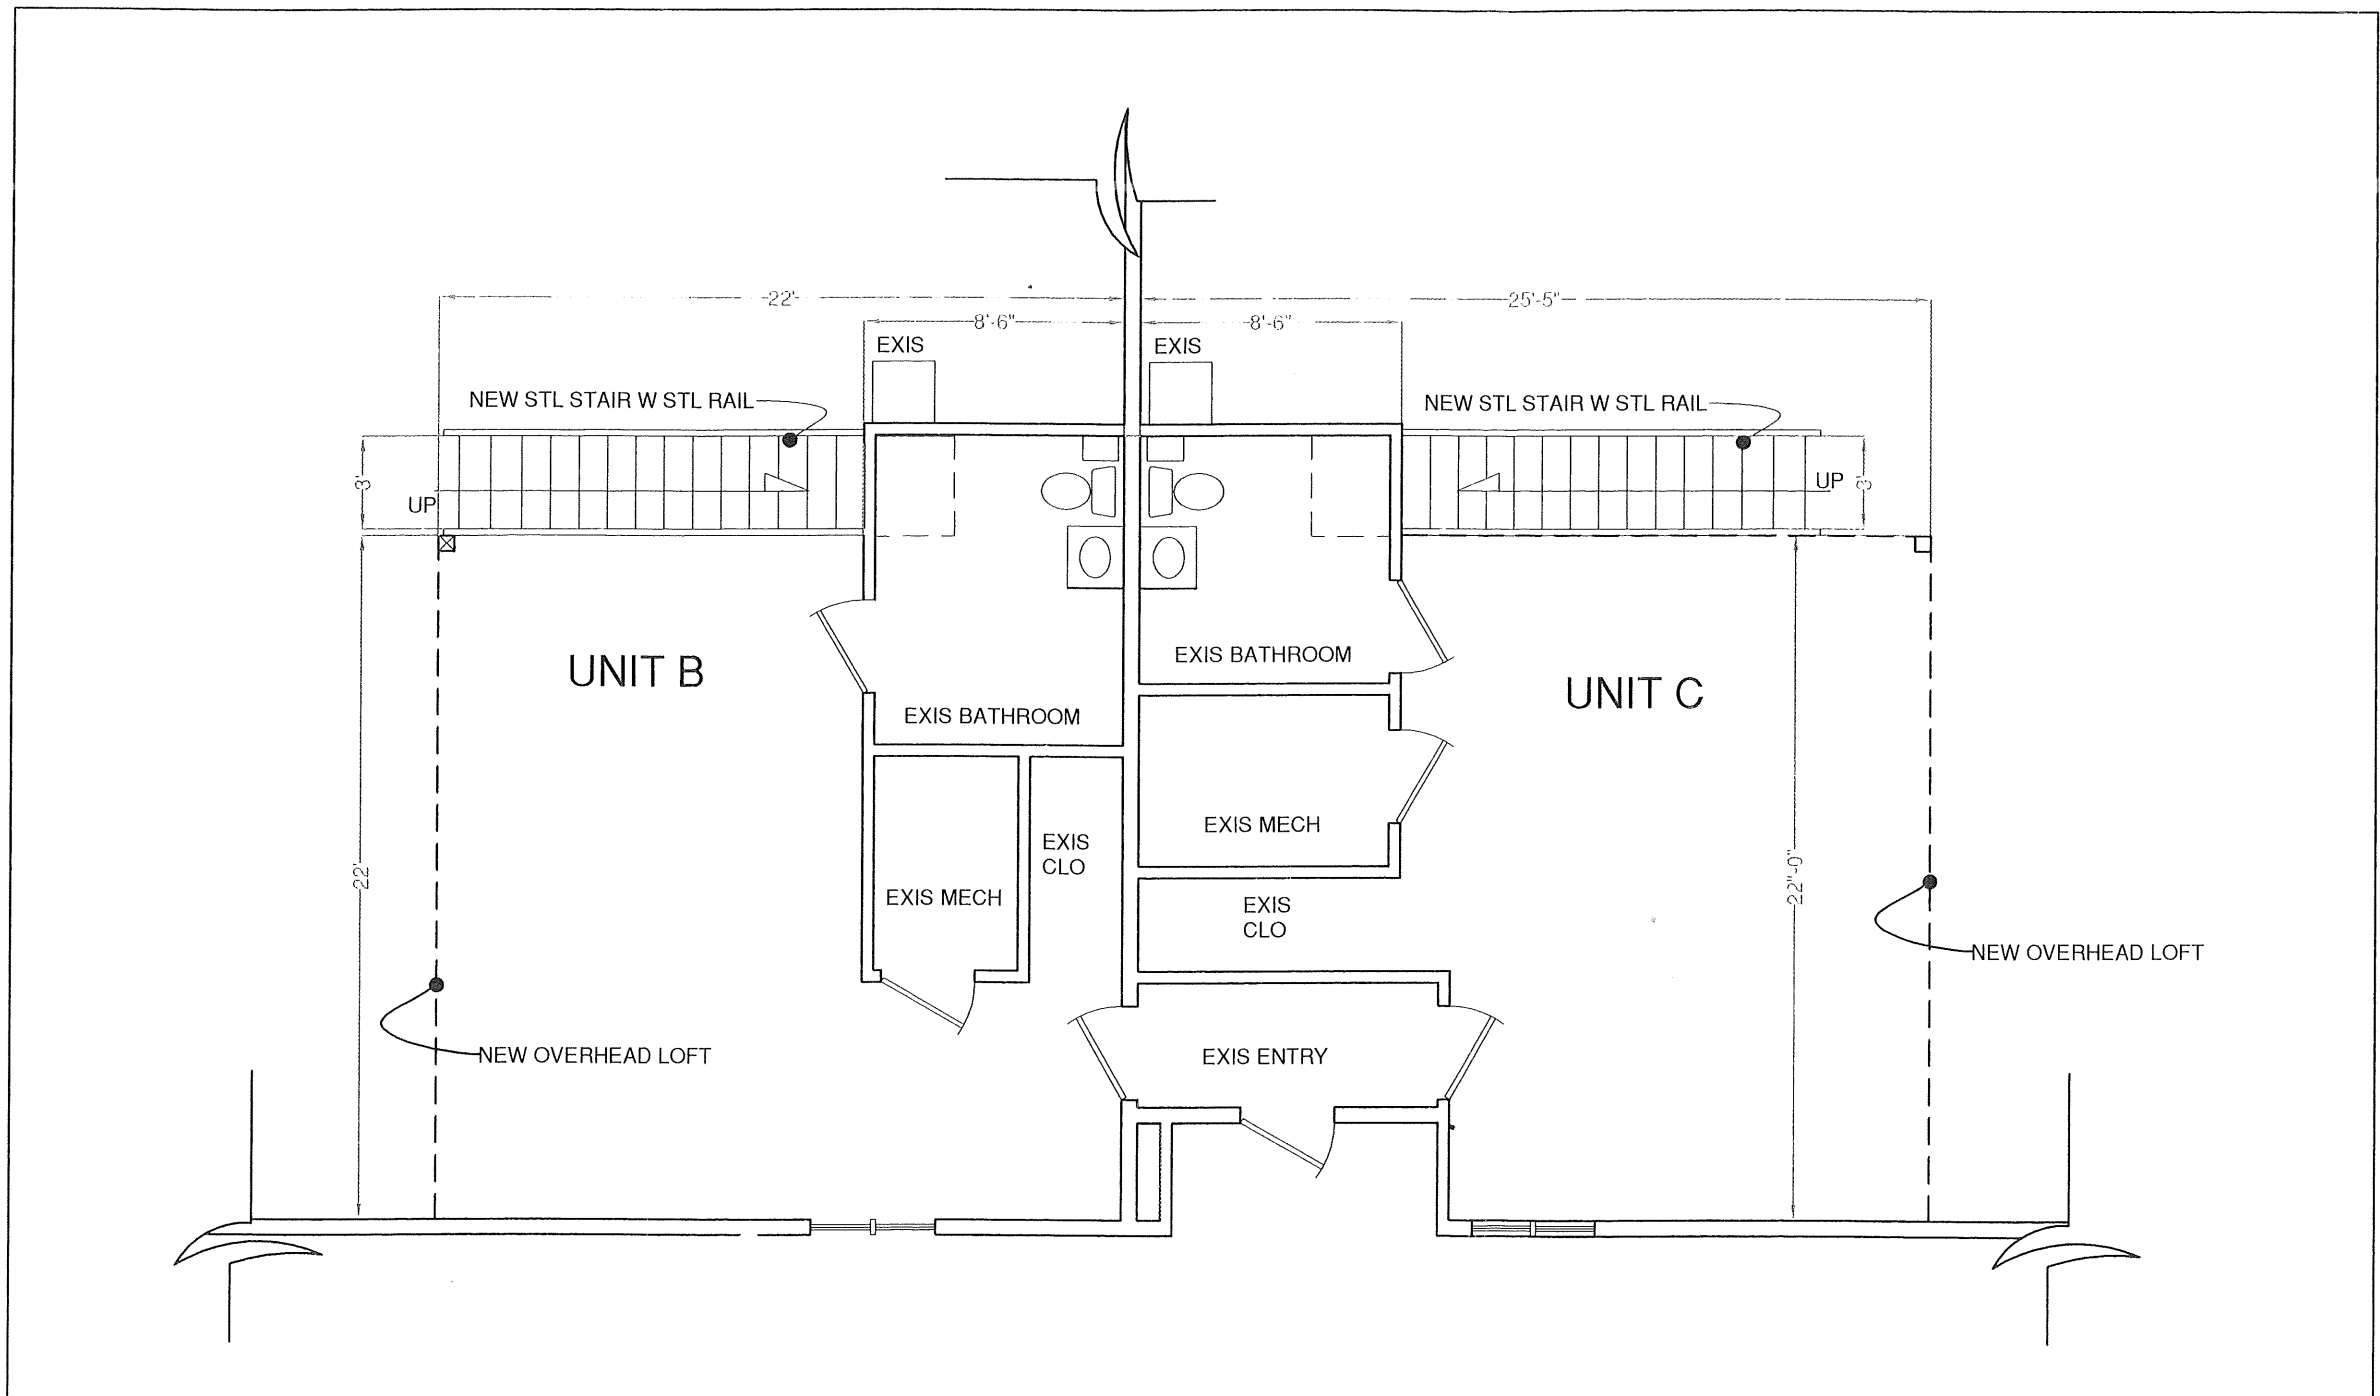 22'
25'-5"
8'-6"
8'-6"
EXIS
EXIS
NEW STL STAIR W STL RAIL
NEW STL STAIR W STL RAIL
3'
UP
UP
3'
UNIT B
EXIS BATHROOM
EXIS BATHROOM
UNIT C
EXIS MECH
EXIS
CLO
EXIS MECH
EXIS
CLO
22'
22"-0"
NEW OVERHEAD LOFT
NEW OVERHEAD LOFT
EXIS ENTRY